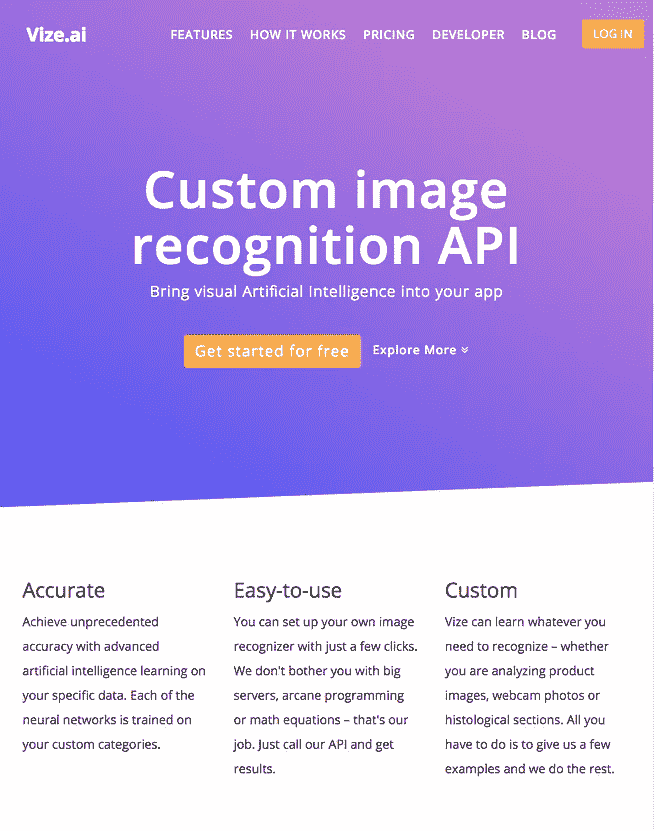 Vize.ai FEATURES HOW IT WORKS PRICING DEVELOPER BLOG LOG IN
Custom image
recognition API
Bring visual Artificial Intelligence into your app
Get started for free Explore More
Accurate
Achieve unprecedented
accuracy with advanced
artificial intelligence learning on
your specific data. Each of the
neural networks is trained on
your custom categories.
Easy-to-use
You can set up your own image
recognizer with just a few clicks.
We don't bother you with big
servers, arcane programming
or math equations – that's our
job. Just call our API and get
results.
Custom
Vize can learn whatever you
need to recognize – whether
you are analyzing product
images, webcam photos or
histological sections. All you
have to do is to give us a few
examples and we do the rest.